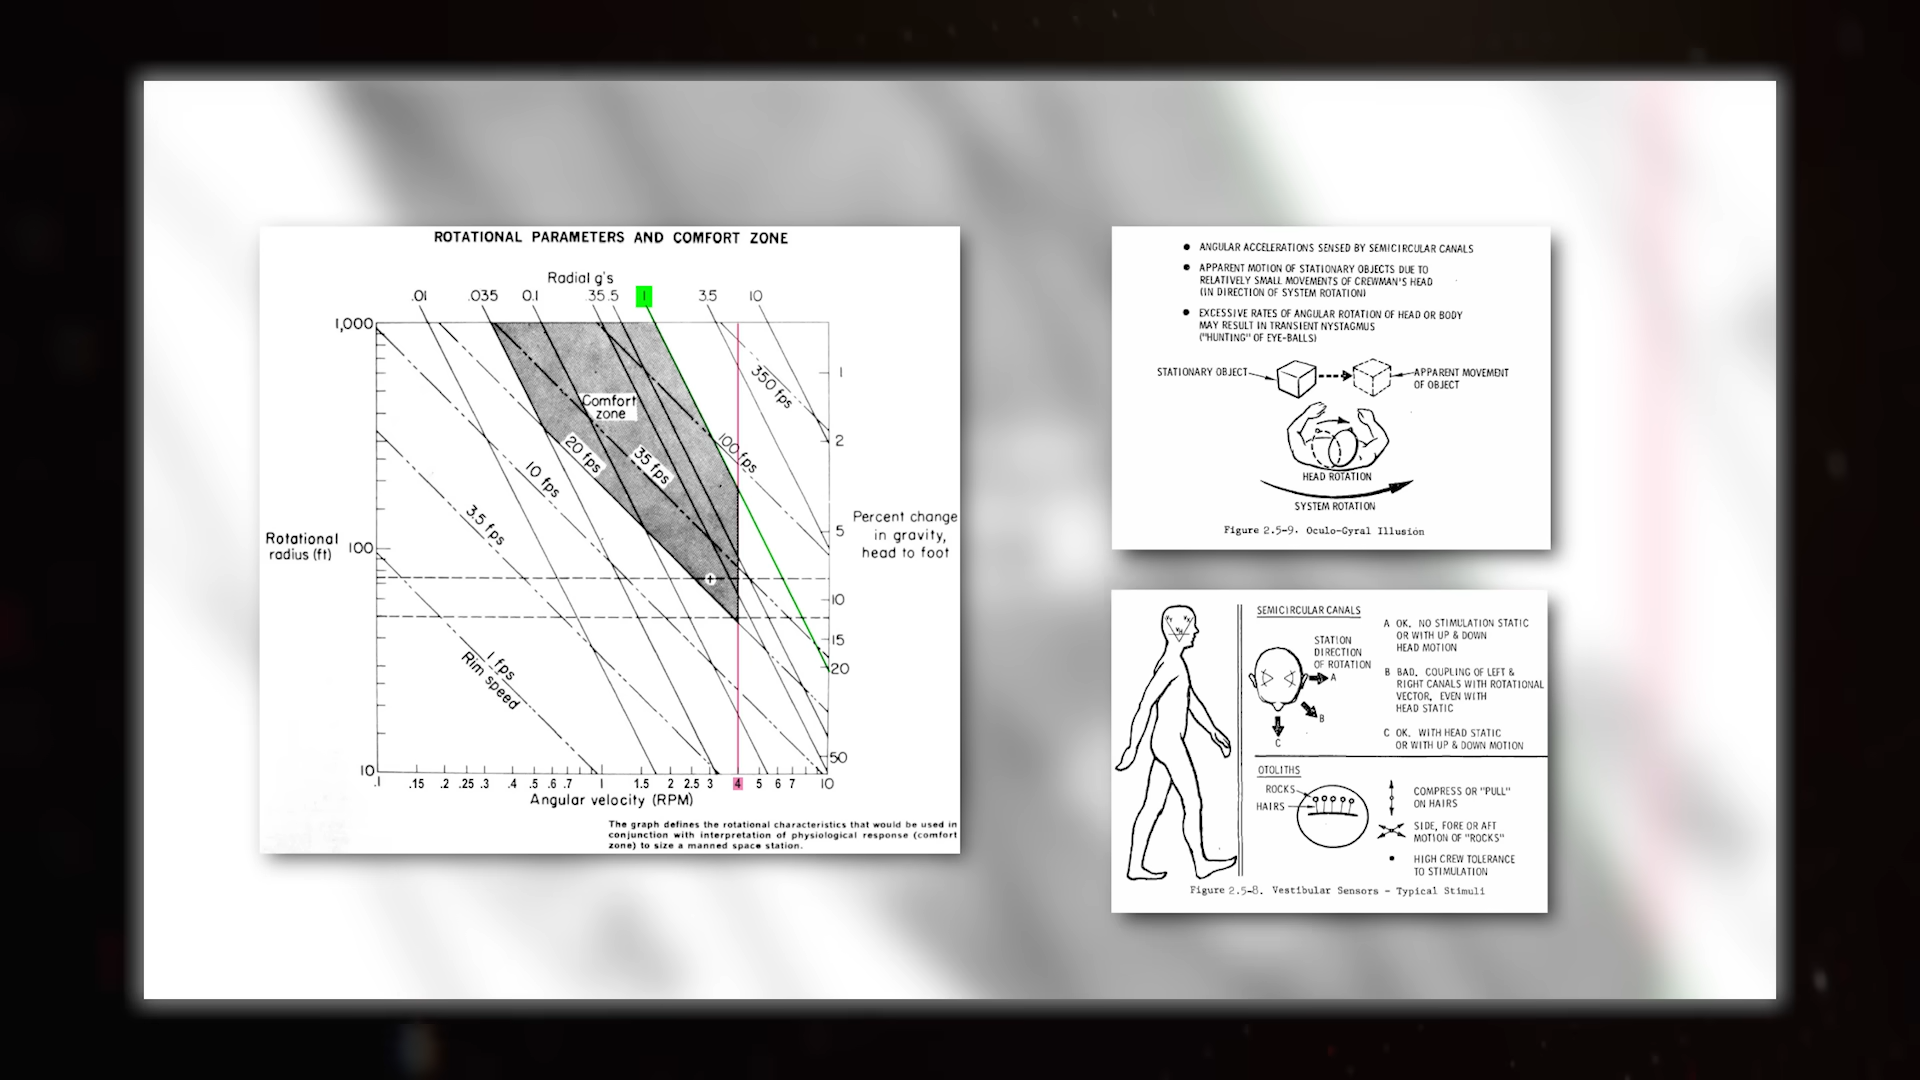 ROTATIONAL PARAMETERS AND COMFORT ZONE
Radial g's
.01 .035 0.1 .35 .5 1 3.5 10
1,000
350 fps
1
Comfort
zone
2
20 fps
35 fps
100 fps
10 fps
3.5 fps
5
Percent change
in gravity,
head to foot
Rotational
radius (ft)
100
10
15
20
1 fps
Rim speed
50
10
.1 .15 .2 .25 .3 .4 .5 .6 .7 1 1.5 2 2.5 3 4 5 6 7 10
Angular velocity (RPM)
The graph defines the rotational characteristics that would be used in
conjunction with interpretation of physiological response (comfort
zone) to size a manned space station.
• ANGULAR ACCELERATIONS SENSED BY SEMICIRCULAR CANALS
• APPARENT MOTION OF STATIONARY OBJECTS DUE TO
RELATIVELY SMALL MOVEMENTS OF CREWMAN'S HEAD
(IN DIRECTION OF SYSTEM ROTATION)
• EXCESSIVE RATES OF ANGULAR ROTATION OF HEAD OR BODY
MAY RESULT IN TRANSIENT NYSTAGMUS
("HUNTING" OF EYE-BALLS)
STATIONARY OBJECT
APPARENT MOVEMENT
OF OBJECT
HEAD ROTATION
SYSTEM ROTATION
Figure 2.5-9. Oculo-Gyral Illusion
SEMICIRCULAR CANALS
STATION
DIRECTION
OF ROTATION
A
B
C
A OK. NO STIMULATION STATIC
OR WITH UP & DOWN
HEAD MOTION
B BAD. COUPLING OF LEFT &
RIGHT CANALS WITH ROTATIONAL
VECTOR, EVEN WITH
HEAD STATIC
C OK. WITH HEAD STATIC
OR WITH UP & DOWN MOTION
OTOLITHS
ROCKS
HAIRS
COMPRESS OR "PULL"
ON HAIRS
SIDE, FORE OR AFT
MOTION OF "ROCKS"
• HIGH CREW TOLERANCE
TO STIMULATION
Figure 2.5-8. Vestibular Sensors - Typical Stimuli